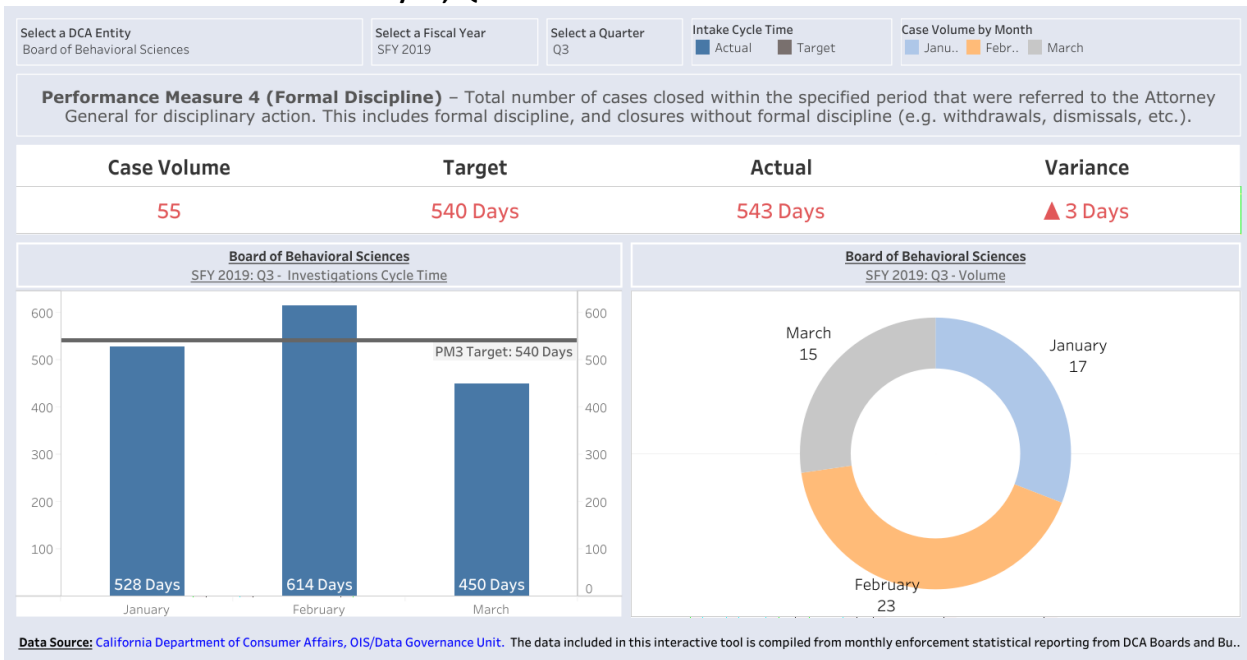 Select a DCA Entity
Board of Behavioral Sciences
Select a Fiscal Year
SFY 2019
Select a Quarter
Q3
Intake Cycle Time
Actual Target
Case Volume by Month
Janu.. Febr.. March
Performance Measure 4 (Formal Discipline) – Total number of cases closed within the specified period that were referred to the Attorney
General for disciplinary action. This includes formal discipline, and closures without formal discipline (e.g. withdrawals, dismissals, etc.).
Case Volume Target Actual Variance
55 540 Days 543 Days ▲ 3 Days
Board of Behavioral Sciences
SFY 2019: Q3 - Investigations Cycle Time
600
500
400
300
200
100
PM3 Target: 540 Days
600
500
400
300
200
100
0
528 Days 614 Days 450 Days
January February March
Board of Behavioral Sciences
SFY 2019: Q3 - Volume
March
15
January
17
February
23
Data Source: California Department of Consumer Affairs, OIS/Data Governance Unit. The data included in this interactive tool is compiled from monthly enforcement statistical reporting from DCA Boards and Bu..